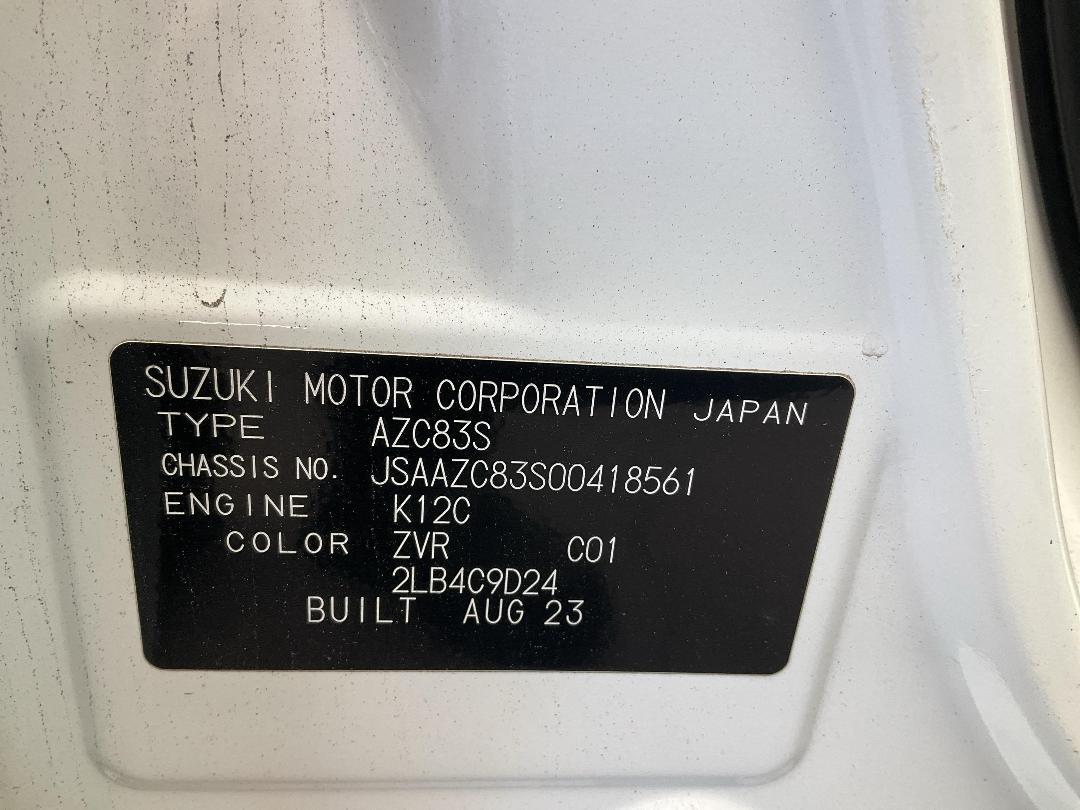 SUZUKI MOTOR CORPORATION JAPAN
TYPE AZC83S
CHASSIS NO. JSAAZC83S00418561
ENGINE K12C
COLOR ZVR C01
2LB4C9D24
BUILT AUG 23